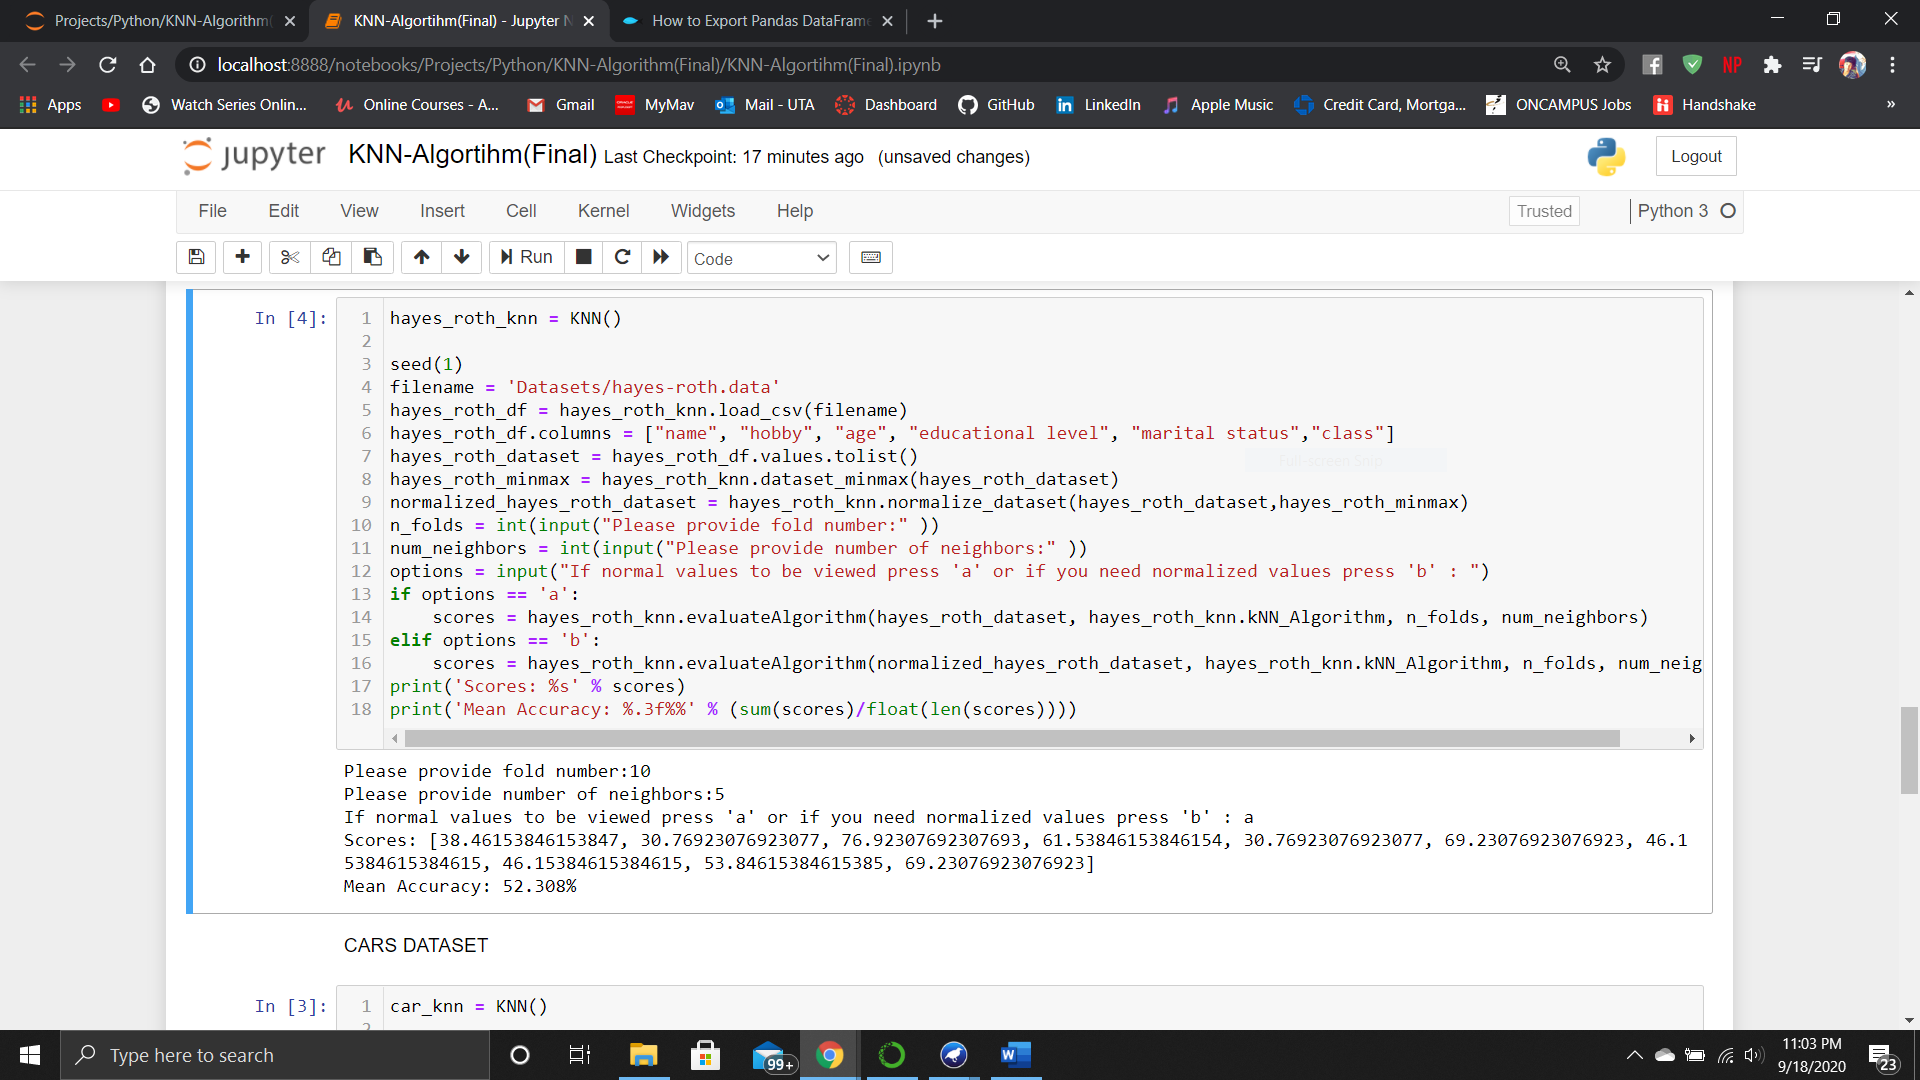 Projects/Python/KNN-Algorithm(
KNN-Algortihm(Final) - Jupyter N
How to Export Pandas DataFrame
localhost:8888/notebooks/Projects/Python/KNN-Algorithm(Final)/KNN-Algortihm(Final).ipynb
NP
Apps
Watch Series Onlin...
Online Courses - A...
Gmail
MyMav
Mail - UTA
Dashboard
GitHub
LinkedIn
Apple Music
Credit Card, Mortga...
ONCAMPUS Jobs
Handshake
»
jupyter KNN-Algortihm(Final) Last Checkpoint: 17 minutes ago (unsaved changes)
Logout
File Edit View Insert Cell Kernel Widgets Help
Trusted
Python 3
Run
Code
In [4]:
1 hayes_roth_knn = KNN()
2
3 seed(1)
4 filename = 'Datasets/hayes-roth.data'
5 hayes_roth_df = hayes_roth_knn.load_csv(filename)
6 hayes_roth_df.columns = ["name", "hobby", "age", "educational level", "marital status","class"]
7 hayes_roth_dataset = hayes_roth_df.values.tolist()
Full-screen Snip
8 hayes_roth_minmax = hayes_roth_knn.dataset_minmax(hayes_roth_dataset)
9 normalized_hayes_roth_dataset = hayes_roth_knn.normalize_dataset(hayes_roth_dataset,hayes_roth_minmax)
10 n_folds = int(input("Please provide fold number:" ))
11 num_neighbors = int(input("Please provide number of neighbors:" ))
12 options = input("If normal values to be viewed press 'a' or if you need normalized values press 'b' : ")
13 if options == 'a':
14 scores = hayes_roth_knn.evaluateAlgorithm(hayes_roth_dataset, hayes_roth_knn.kNN_Algorithm, n_folds, num_neighbors)
15 elif options == 'b':
16 scores = hayes_roth_knn.evaluateAlgorithm(normalized_hayes_roth_dataset, hayes_roth_knn.kNN_Algorithm, n_folds, num_neig
17 print('Scores: %s' % scores)
18 print('Mean Accuracy: %.3f%%' % (sum(scores)/float(len(scores))))
Please provide fold number:10
Please provide number of neighbors:5
If normal values to be viewed press 'a' or if you need normalized values press 'b' : a
Scores: [38.46153846153847, 30.76923076923077, 76.92307692307693, 61.53846153846154, 30.76923076923077, 69.23076923076923, 46.1
5384615384615, 46.15384615384615, 53.84615384615385, 69.23076923076923]
Mean Accuracy: 52.308%
CARS DATASET
In [3]:
1 car_knn = KNN()
2
Type here to search
99+
W
11:03 PM
9/18/2020
23